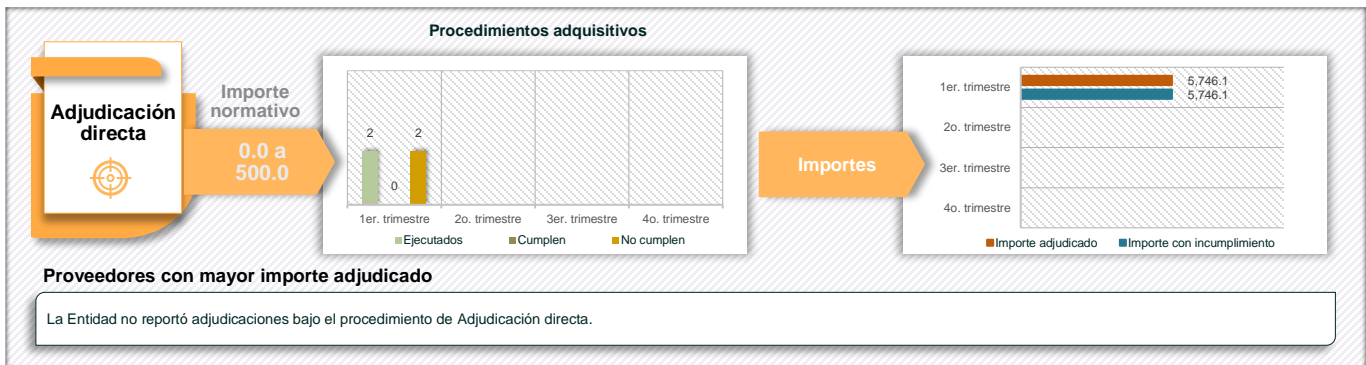 Procedimientos adquisitivos
Adjudicación
directa
Importe
normativo
0.0 a
500.0
2
0
2
1er. trimestre
2o. trimestre
3er. trimestre
4o. trimestre
Ejecutados
Cumplen
No cumplen
Importes
1er. trimestre
5,746.1
5,746.1
2o. trimestre
3er. trimestre
4o. trimestre
Importe adjudicado
Importe con incumplimiento
Proveedores con mayor importe adjudicado
La Entidad no reportó adjudicaciones bajo el procedimiento de Adjudicación directa.